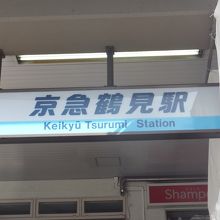 京急鶴見駅
Keikyū Tsurumi Station
Shamp